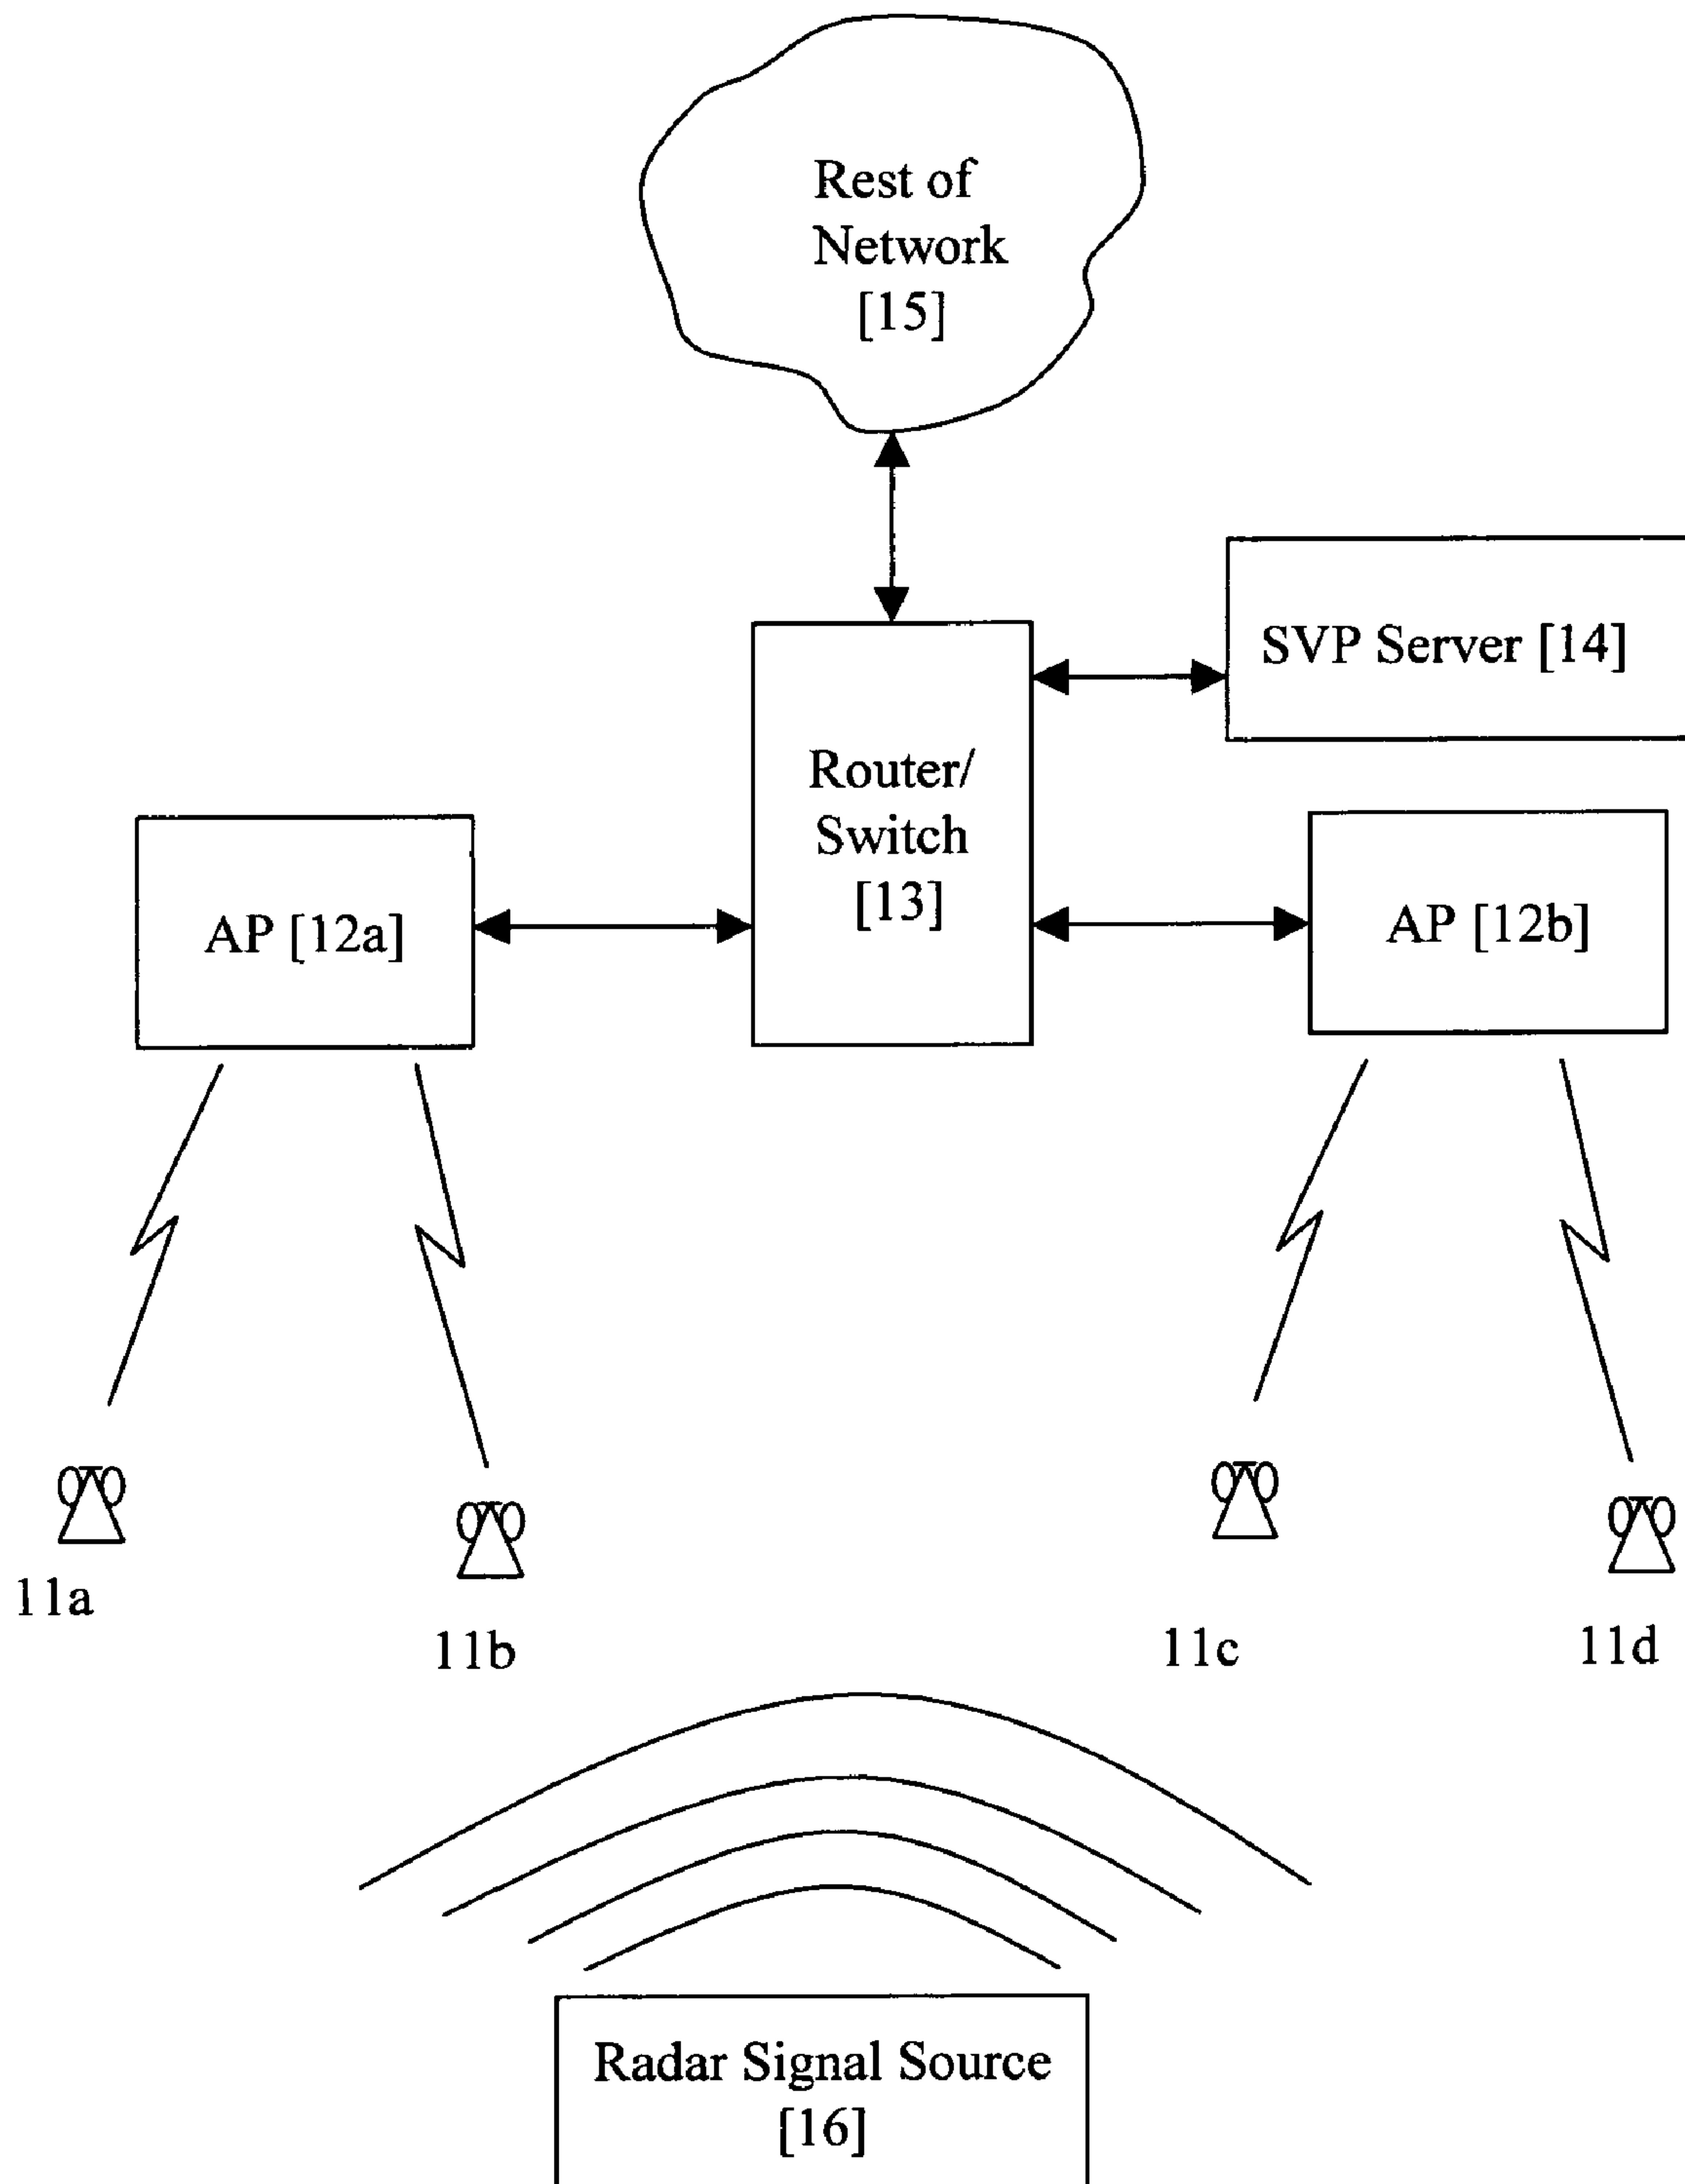 Rest of
Network
[15]
SVP Server [14]
Router/
Switch
[13]
AP [12a]
AP [12b]
11a
11b
11c
11d
Radar Signal Source
[16]